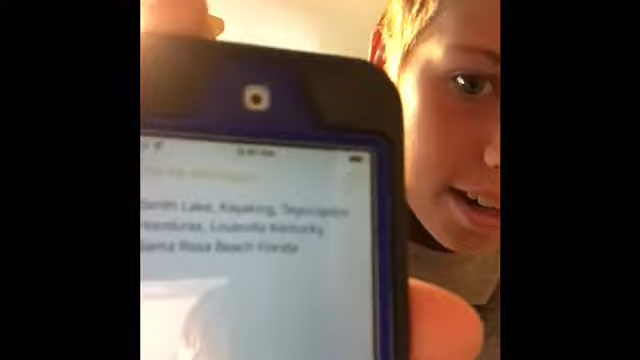 Smith Lake, Kayaking, Tegucigalpa
Honduras, Louisville Kentucky,
Santa Rosa Beach Florida